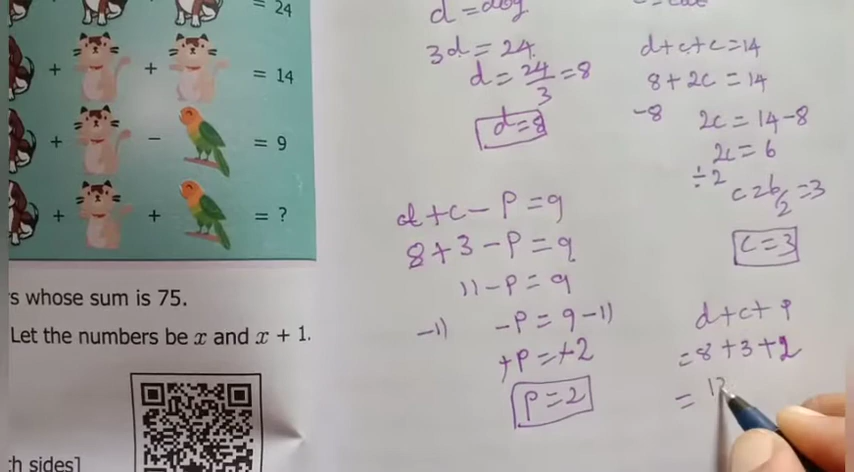 = 24
+ + = 14
+ - = 9
+ + = ?
s whose sum is 75.
Let the numbers be x and x + 1.
h sides]
d = dog
3d = 24
d = 24/3 = 8
d = 8
d + c + c = 14
8 + 2c = 14
-8 2c = 14 - 8
2c = 6
÷2 c = 6/2 = 3
c = 3
d + c - P = 9
8 + 3 - P = 9
11 - P = 9
-11 -P = 9 - 11
+P = +2
P = 2
d + c + P
= 8 + 3 + 2
=